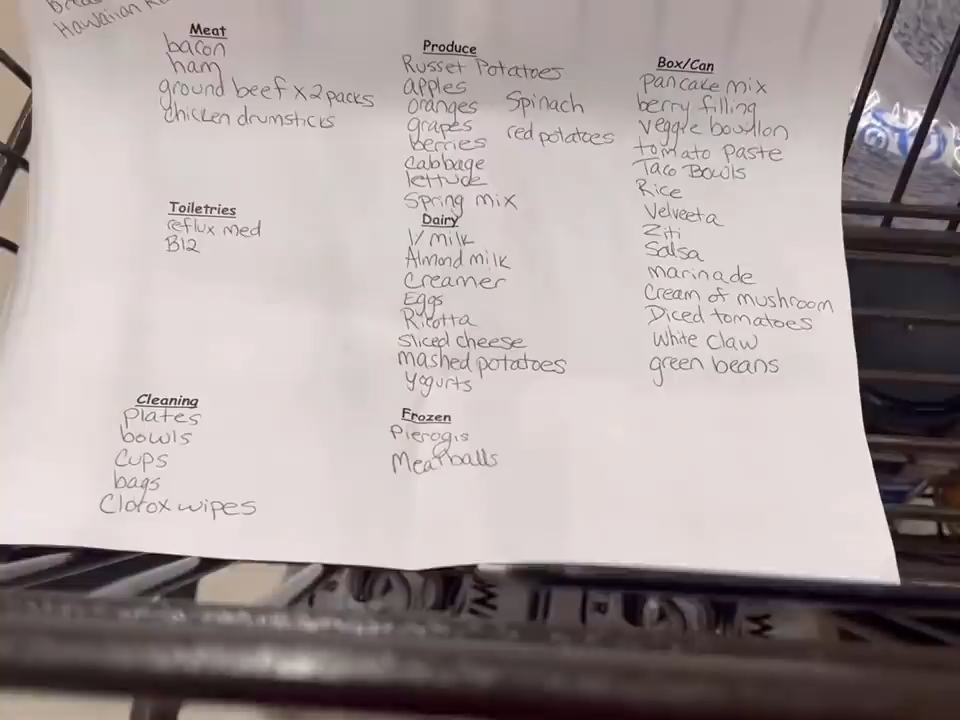 Hawaiian
Meat
bacon
ham
ground beef x 2 packs
chicken drumsticks
Toiletries
reflux med
B12
Cleaning
plates
bowls
cups
bags
Clorox wipes
Produce
Russet Potatoes
apples
oranges
grapes
berries
cabbage
lettuce
Spring mix
Spinach
red potatoes
Dairy
1/ milk
Almond milk
Creamer
Eggs
Ricotta
sliced cheese
mashed potatoes
Yogurts
Frozen
Pierogis
Meatballs
Box/Can
pancake mix
berry filling
veggie bouillon
tomato paste
Taco Bowls
Rice
Velveeta
Ziti
Salsa
marinade
Cream of mushroom
Diced tomatoes
White claw
green beans